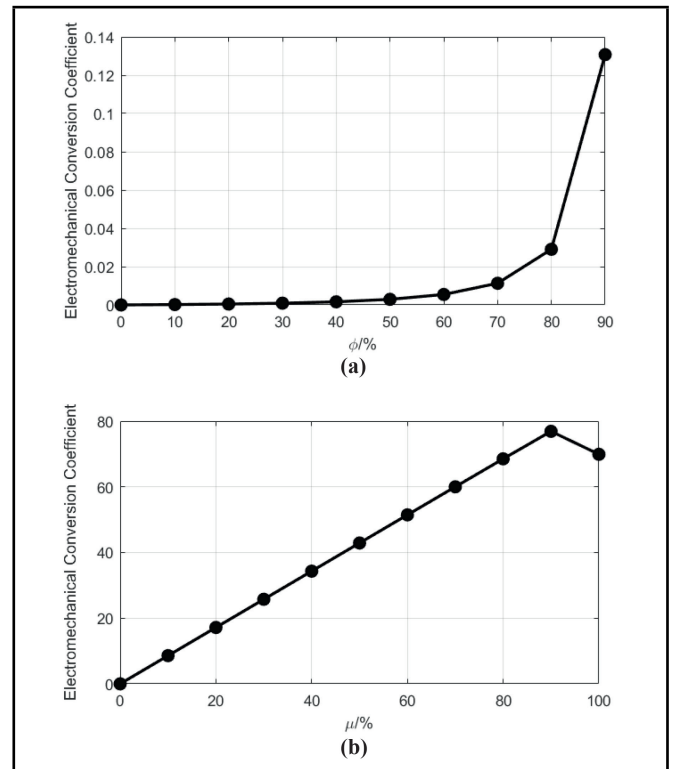 Electromechanical Conversion Coefficient
0.14
0.12
0.1
0.08
0.06
0.04
0.02
0
0 10 20 30 40 50 60 70 80 90
ϕ/%
(a)
Electromechanical Conversion Coefficient
80
60
40
20
0
0 20 40 60 80 100
μ/%
(b)